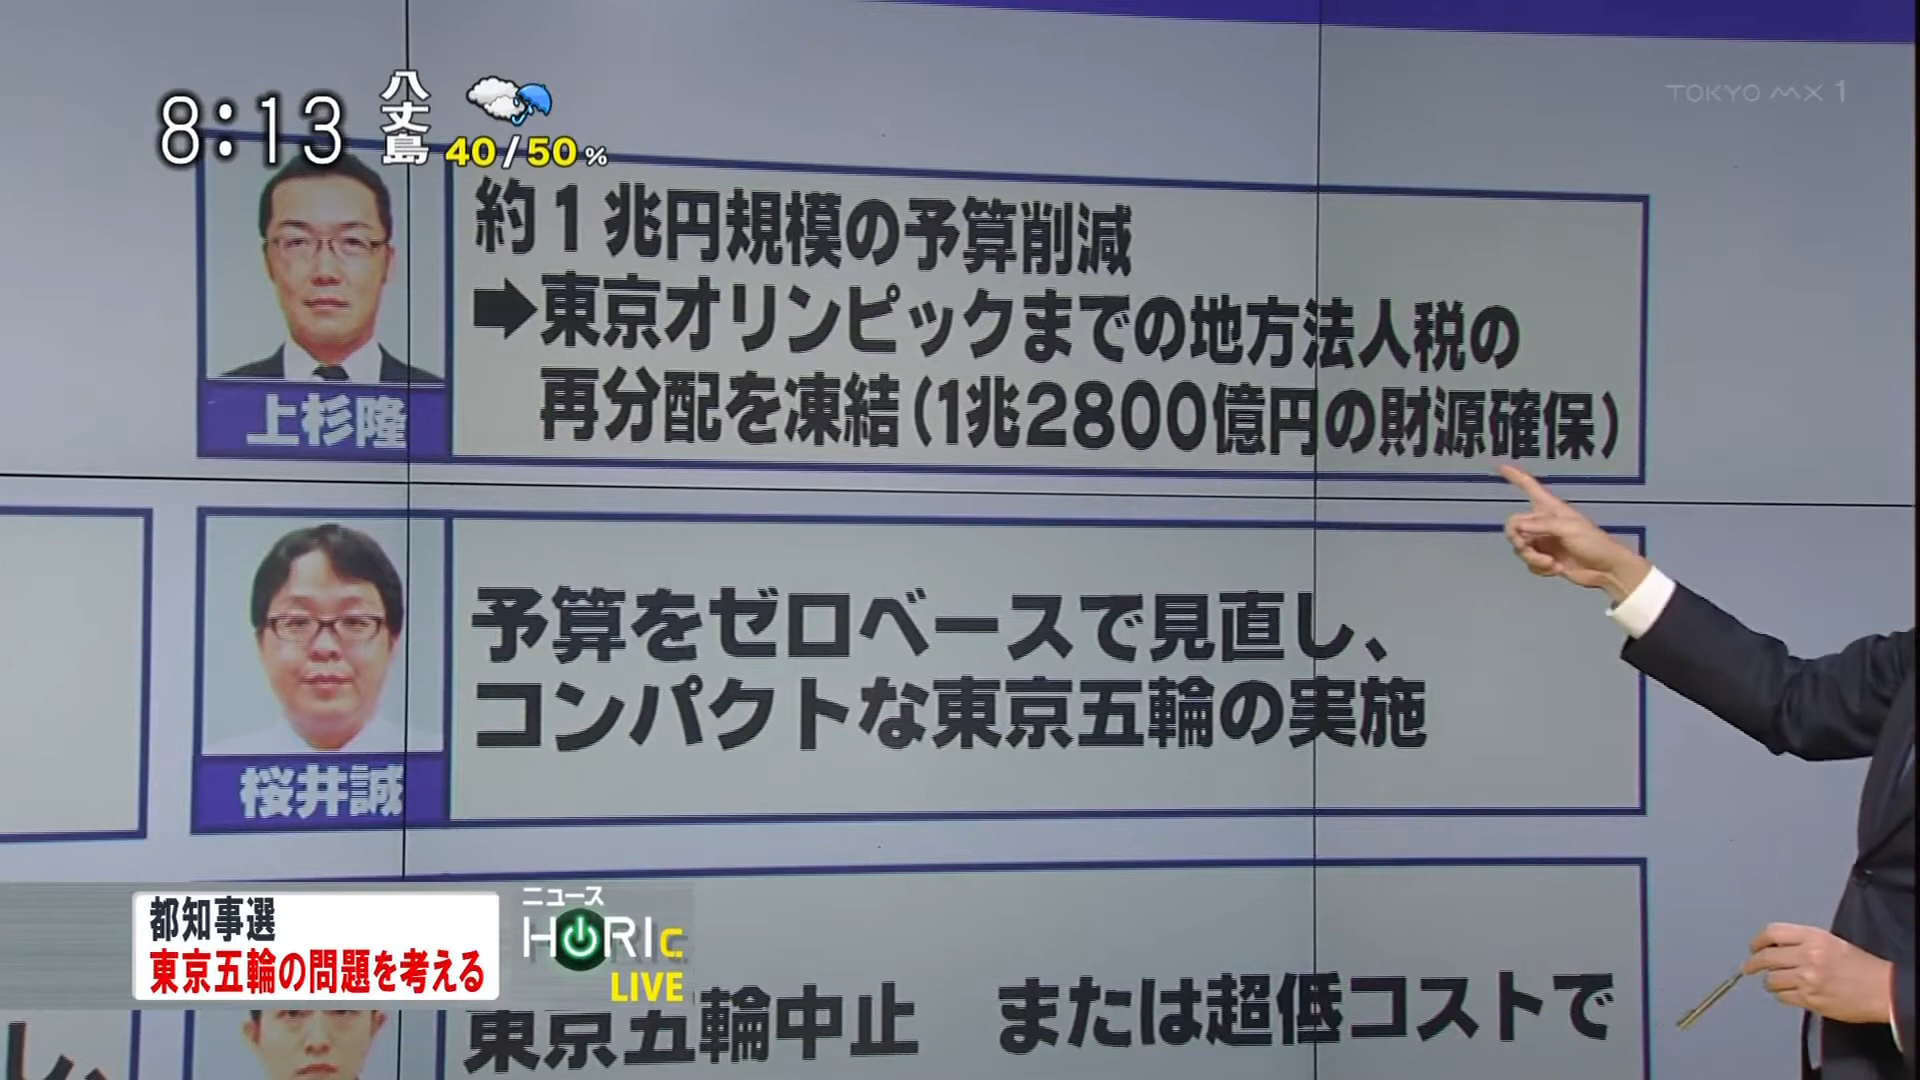 8:13
八丈島
40/50%
TOKYO MX 1
約1兆円規模の予算削減
➡東京オリンピックまでの地方法人税の
再分配を凍結(1兆2800億円の財源確保)
上杉隆
予算をゼロベースで見直し、
コンパクトな東京五輪の実施
桜井誠
都知事選
東京五輪の問題を考える
ニュース
HORIc
LIVE
東京五輪中止 または超低コストで